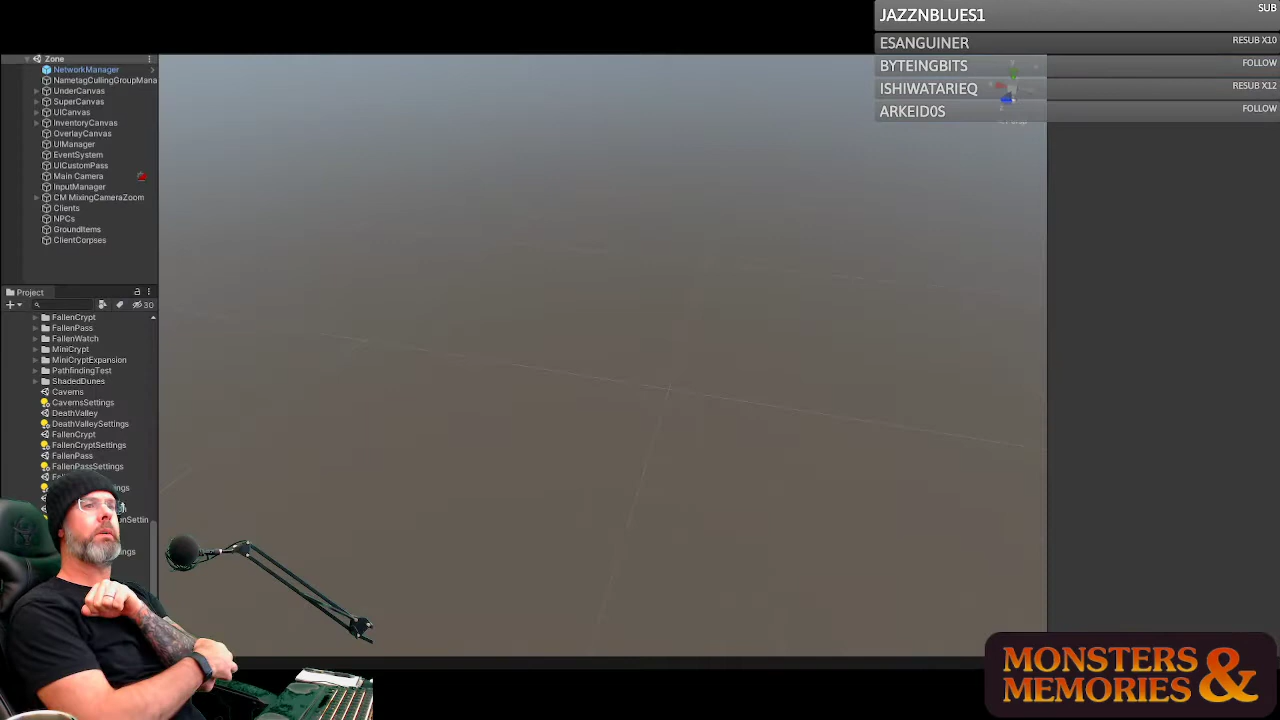 JAZZNBLUES1 SUB
ESANGUINER RESUB X10
BYTEINGBITS FOLLOW
ISHIWATARIEQ RESUB X12
ARKEID0S FOLLOW
Zone
NetworkManager
NametagCullingGroupMana
UnderCanvas
SuperCanvas
UICanvas
InventoryCanvas
OverlayCanvas
UIManager
EventSystem
UICustomPass
Main Camera
InputManager
CM MixingCameraZoom
Clients
NPCs
GroundItems
ClientCorpses
Project
30
FallenCrypt
FallenPass
FallenWatch
MiniCrypt
MiniCryptExpansion
PathfindingTest
ShadedDunes
Caverns
CavernsSettings
DeathValley
DeathValleySettings
FallenCrypt
FallenCryptSettings
FallenPass
FallenPassSettings
MONSTERS &
MEMORIES